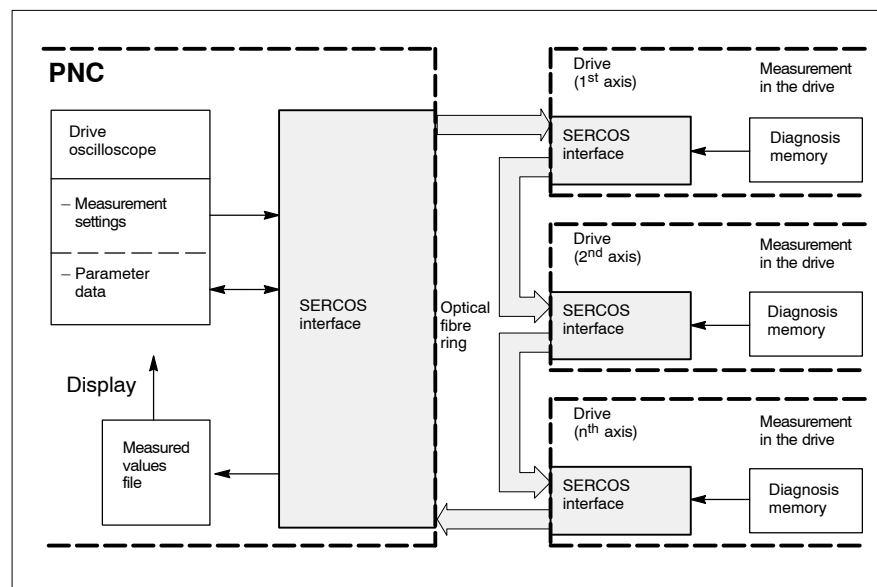 PNC
Drive
oscilloscope
– Measurement
settings
– Parameter
data
Display
Measured
values
file
SERCOS
interface
Optical
fibre
ring
Drive
(1st axis)
Measurement
in the drive
SERCOS
interface
Diagnosis
memory
Drive
(2nd axis)
Measurement
in the drive
SERCOS
interface
Diagnosis
memory
Drive
(nth axis)
Measurement
in the drive
SERCOS
interface
Diagnosis
memory